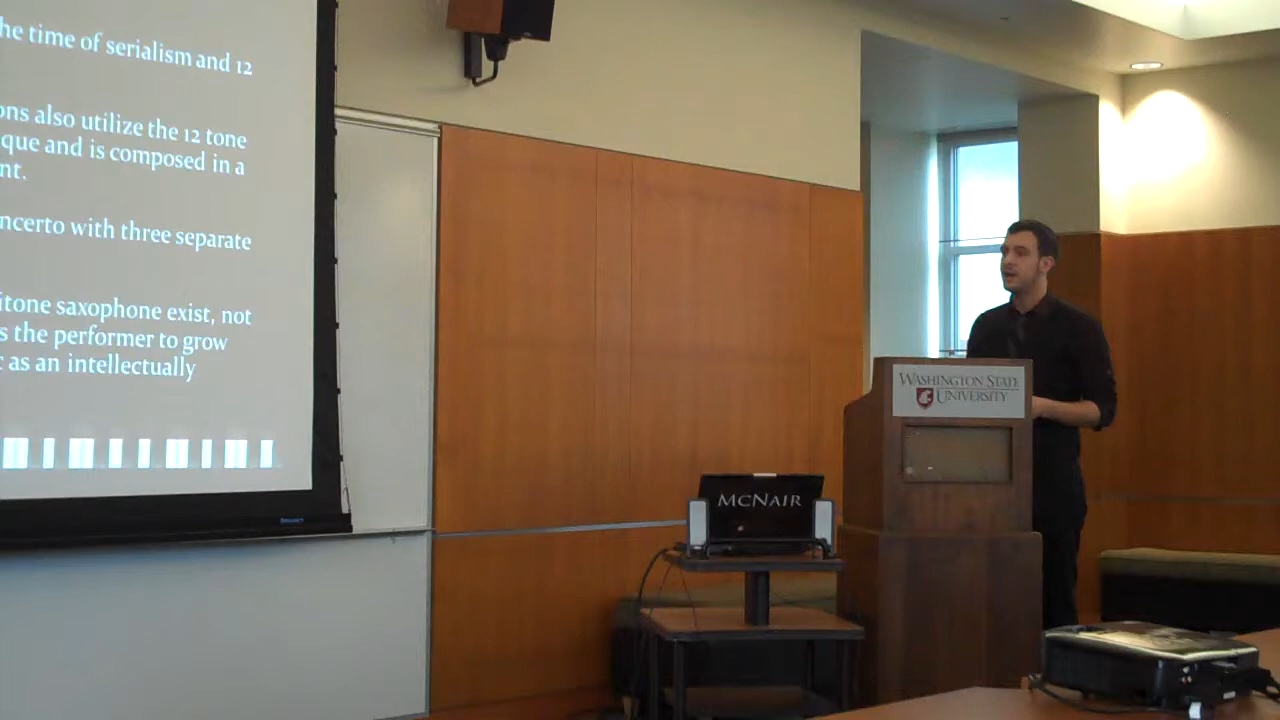 he time of serialism and 12
ons also utilize the 12 tone
que and is composed in a
nt.
ncerto with three separate
itone saxophone exist, not
s the performer to grow
as an intellectually
WASHINGTON STATE
UNIVERSITY
MCNAIR